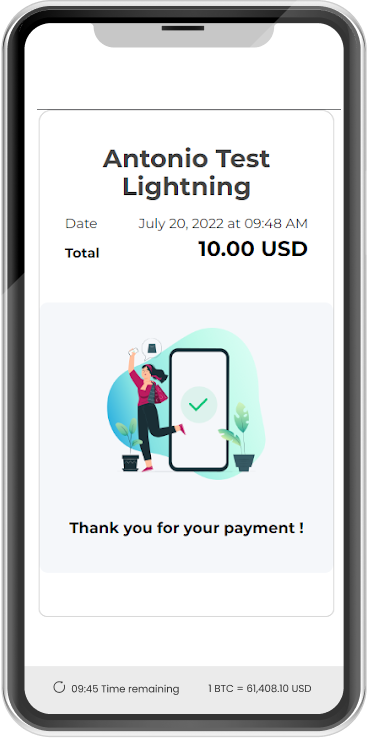 Antonio Test
Lightning
Date July 20, 2022 at 09:48 AM
Total 10.00 USD
Thank you for your payment !
09:45 Time remaining 1 BTC = 61,408.10 USD